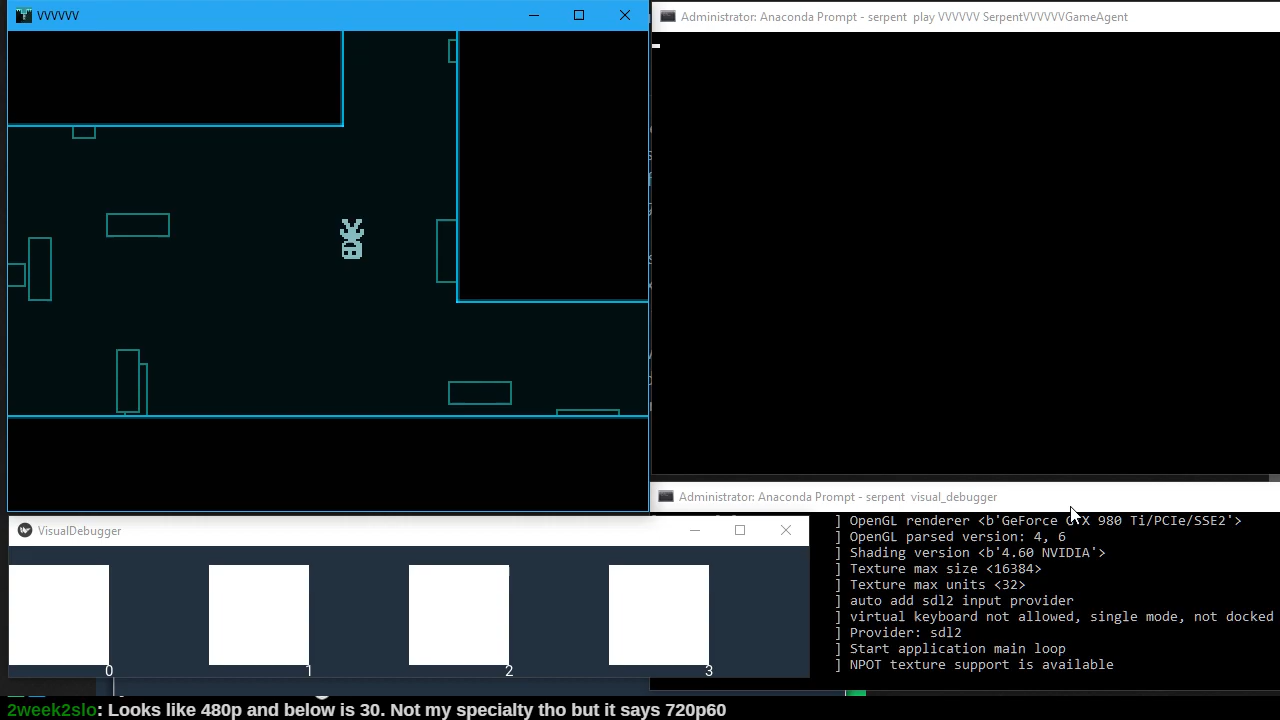 VVVVVV
Administrator: Anaconda Prompt - serpent play VVVVVV SerpentVVVVVVGameAgent
Administrator: Anaconda Prompt - serpent visual_debugger
] OpenGL renderer <b'GeForce GTX 980 Ti/PCIe/SSE2'>
] OpenGL parsed version: 4, 6
] Shading version <b'4.60 NVIDIA'>
] Texture max size <16384>
] Texture max units <32>
] auto add sdl2 input provider
] virtual keyboard not allowed, single mode, not docked
] Provider: sdl2
] Start application main loop
] NPOT texture support is available
VisualDebugger
0 1 2 3
2week2slo: Looks like 480p and below is 30. Not my specialty tho but it says 720p60